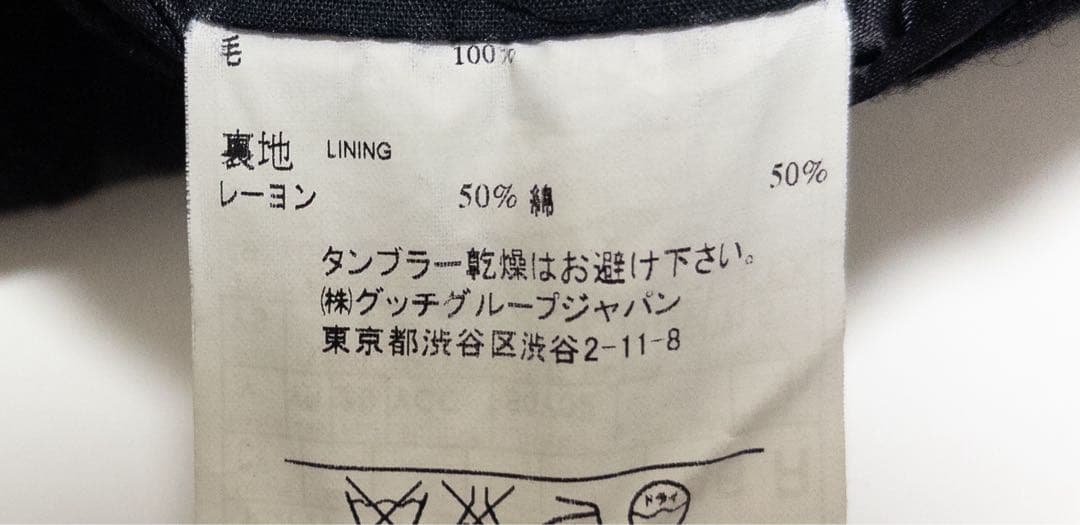 毛 100%
裏地 LINING
レーヨン 50% 綿 50%
タンブラー乾燥はお避け下さい。
㈱グッチグループジャパン
東京都渋谷区渋谷2-11-8
ドライ